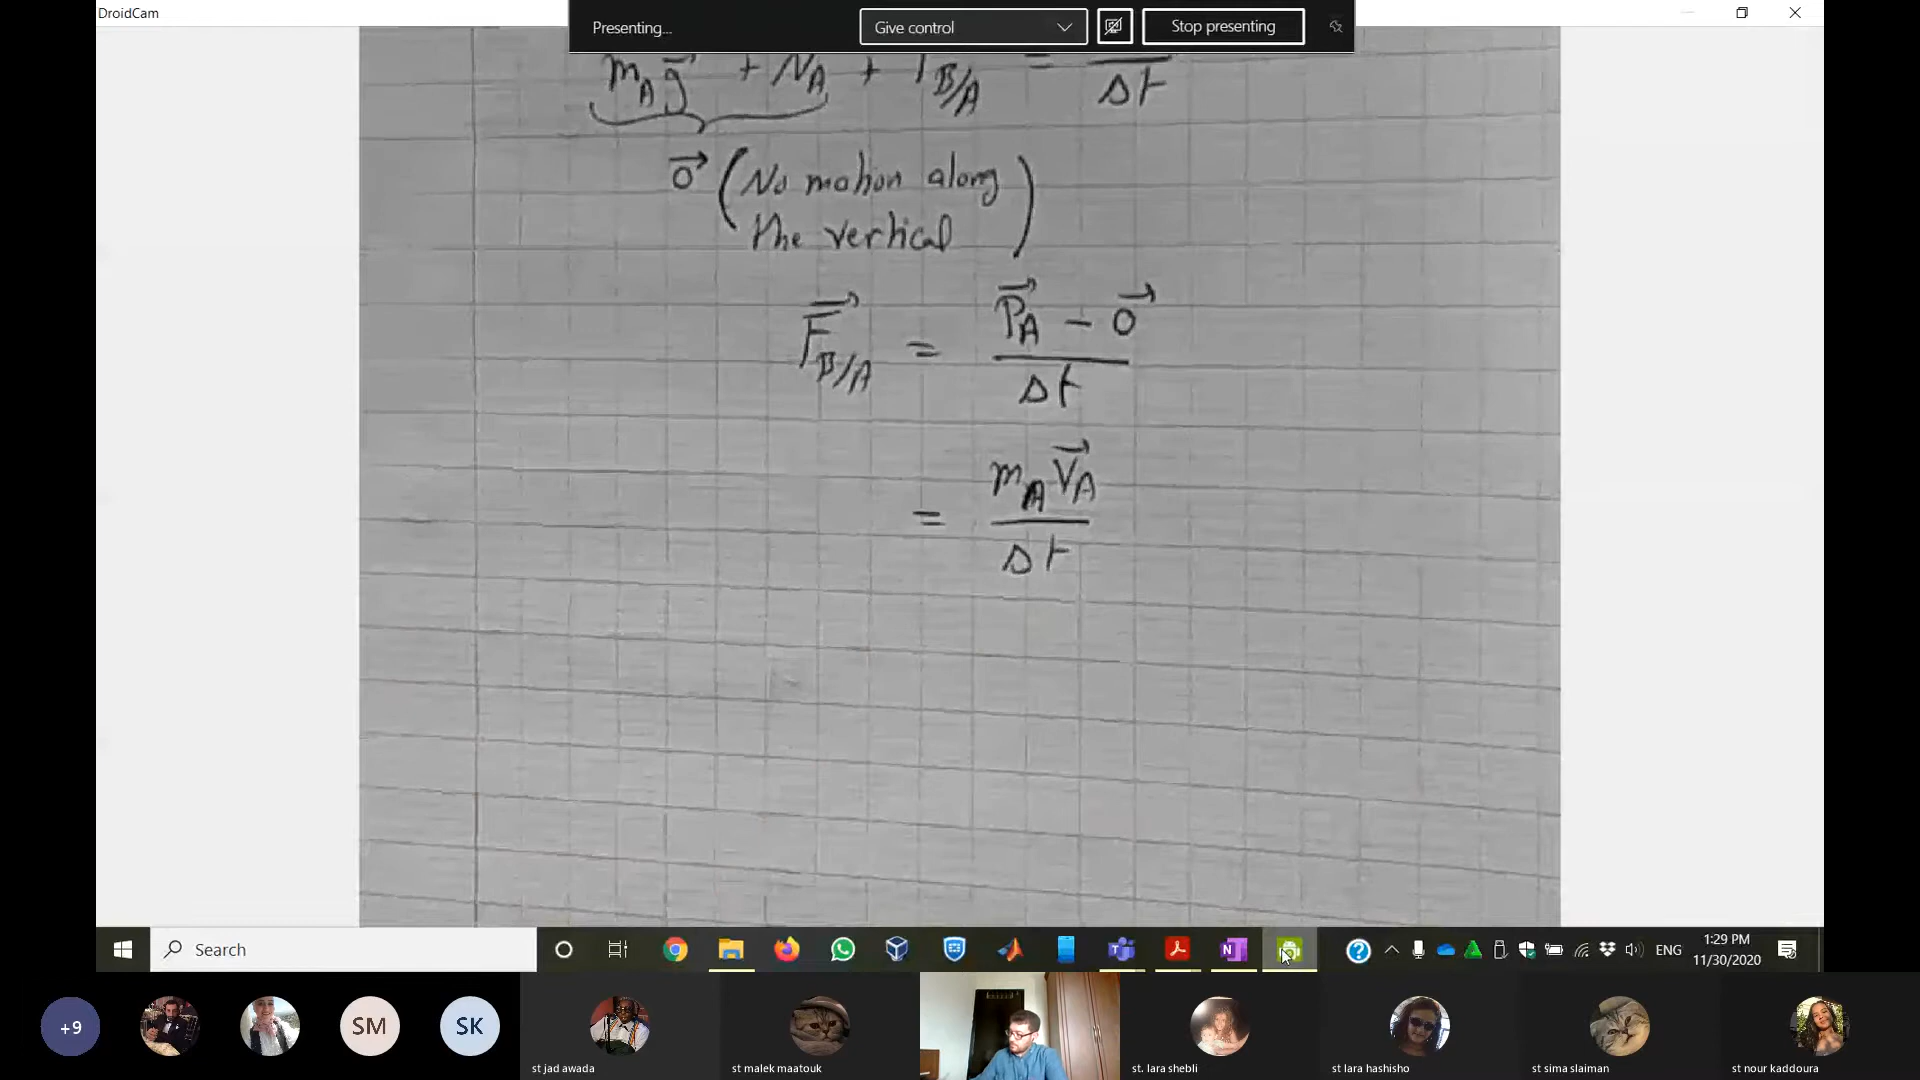 DroidCam
Presenting...
Give control
Stop presenting
m_A g⃗ + N_A + F_B/A = ‾ / Δt
0⃗ (No motion along
the vertical)
F⃗_B/A = (P⃗_A − 0⃗) / Δt
= m_A V⃗_A / Δt
Search
ENG
1:29 PM
11/30/2020
+9
SM
SK
st jad awada
st malek maatouk
st. lara shebli
st lara hashisho
st sima slaiman
st nour kaddoura